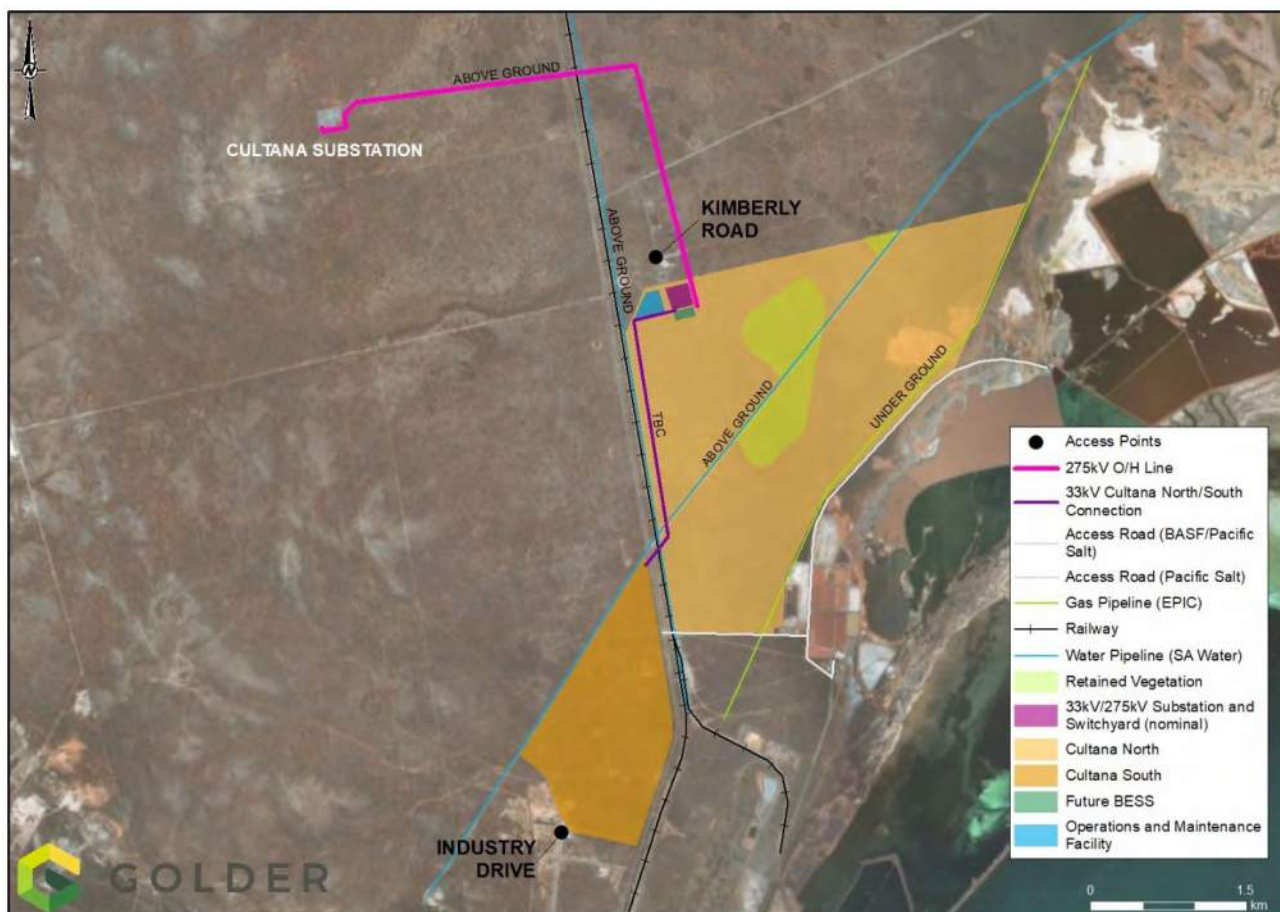 N
ABOVE GROUND
CULTANA SUBSTATION
KIMBERLY
ROAD
ABOVE GROUND
TBC
ABOVE GROUND
UNDER GROUND
INDUSTRY
DRIVE
Access Points
275kV O/H Line
33kV Cultana North/South
Connection
Access Road (BASF/Pacific
Salt)
Access Road (Pacific Salt)
Gas Pipeline (EPIC)
Railway
Water Pipeline (SA Water)
Retained Vegetation
33kV/275kV Substation and
Switchyard (nominal)
Cultana North
Cultana South
Future BESS
Operations and Maintenance
Facility
GOLDER
0 1.5
km